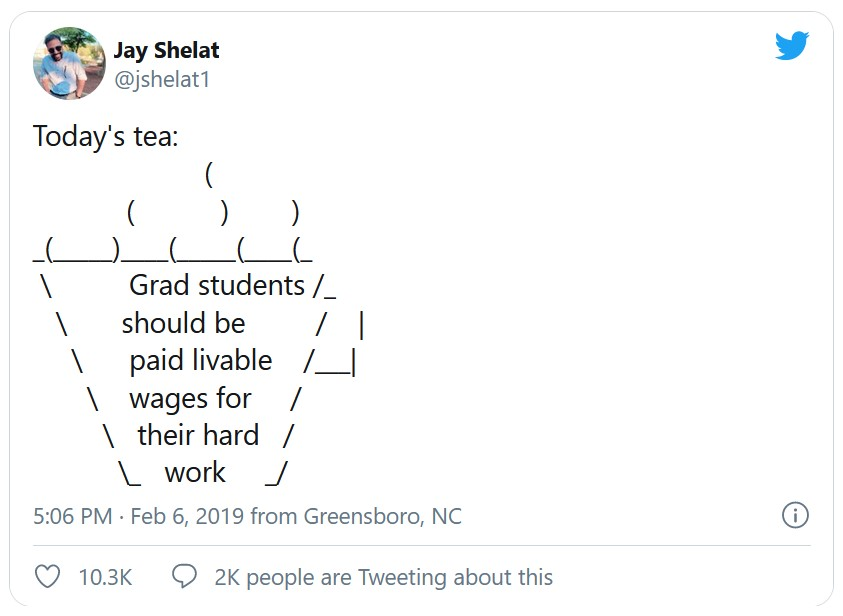 Jay Shelat
@jshelat1
Today's tea:
                      (
            (           )        )
_(_____)____(_____(____(_
 \          Grad students /_
   \       should be         /    |
     \      paid livable    /___|
       \    wages for     /
         \   their hard   /
           \_   work     _/
5:06 PM · Feb 6, 2019 from Greensboro, NC
10.3K 2K people are Tweeting about this